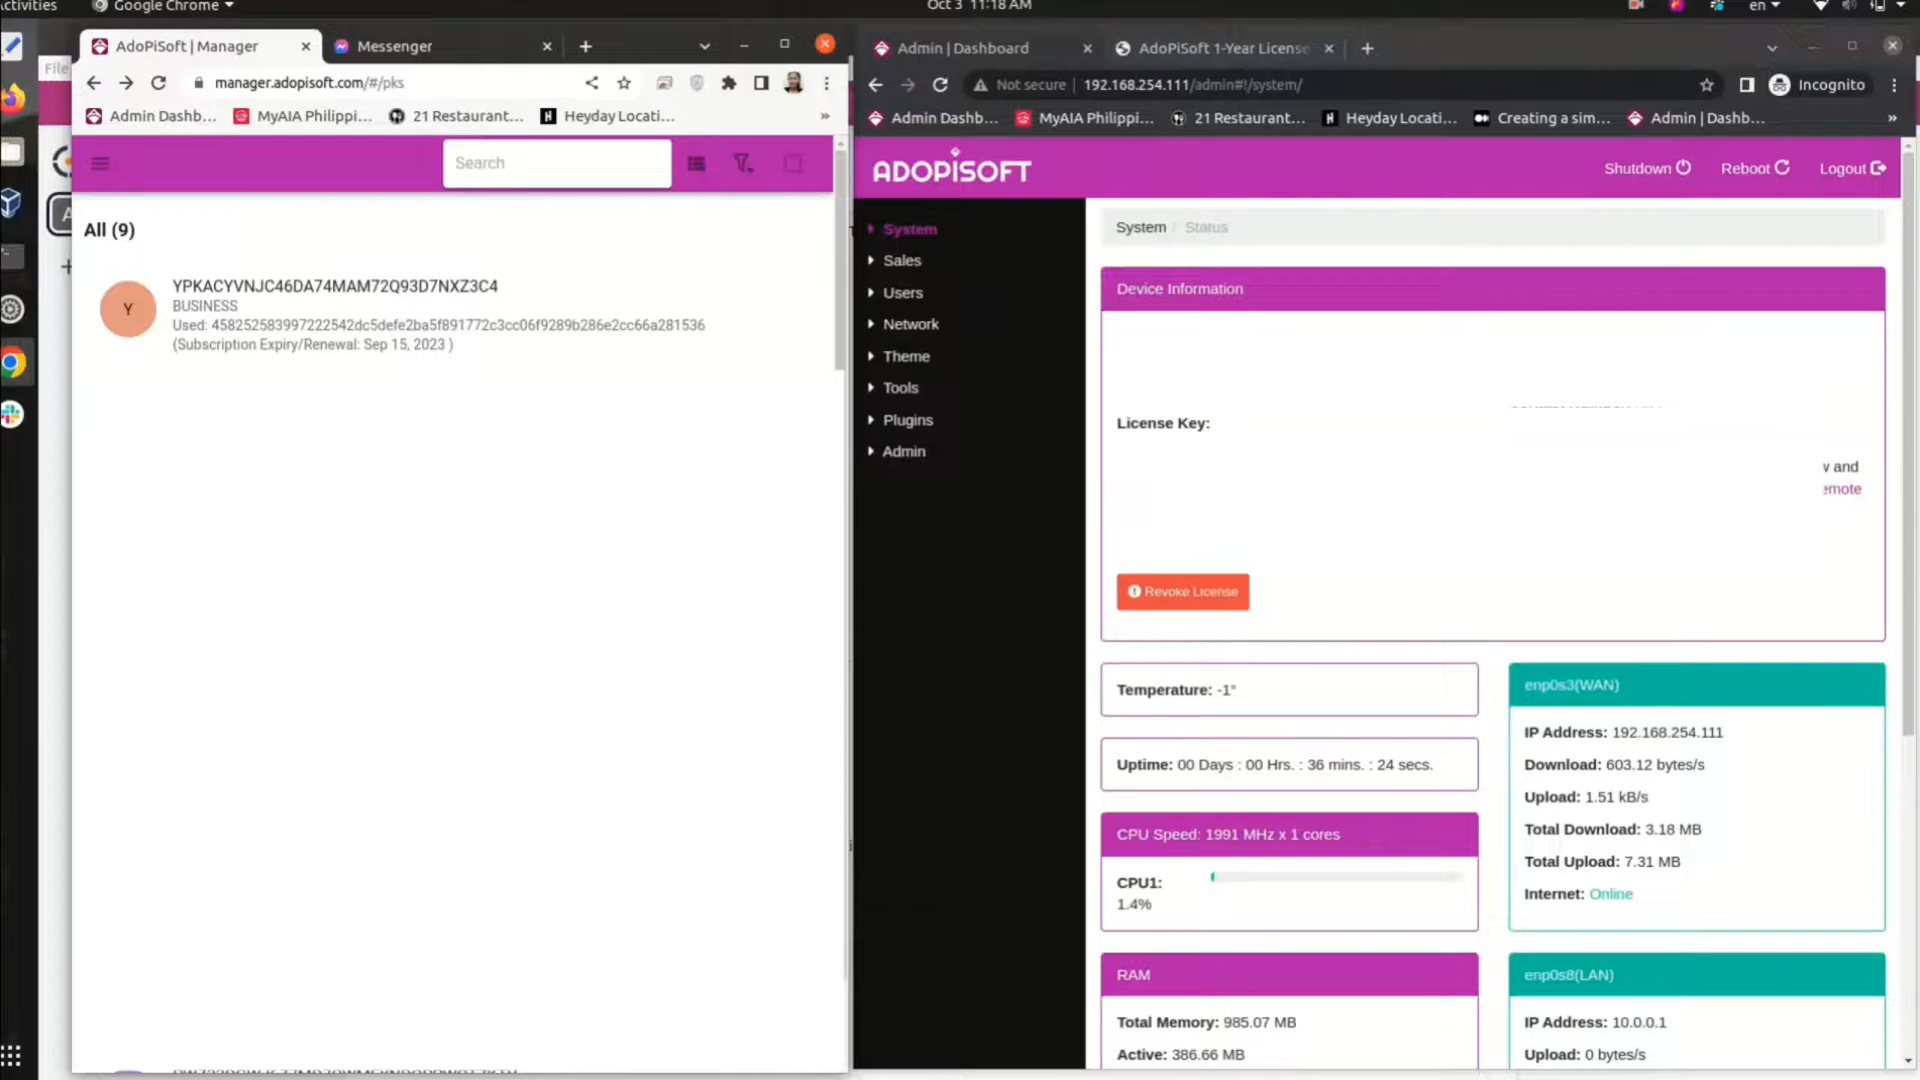 ctivities
Google Chrome
Oct 3 11:18 AM
en
File
AdoPiSoft | Manager
Messenger
manager.adopisoft.com/#/pks
Admin Dashb...
MyAIA Philippi...
21 Restaurant...
Heyday Locati...
»
Search
All (9)
Y
YPKACYVNJC46DA74MAM72Q93D7NXZ3C4
BUSINESS
Used: 458252583997222542dc5defe2ba5f891772c3cc06f9289b286e2cc66a281536
(Subscription Expiry/Renewal: Sep 15, 2023 )
Admin | Dashboard
AdoPiSoft 1-Year License
Not secure
192.168.254.111/admin#!/system/
Incognito
Admin Dashb...
MyAIA Philippi...
21 Restaurant...
Heyday Locati...
Creating a sim...
Admin | Dashb...
»
ADOPISOFT
Shutdown
Reboot
Logout
System
Sales
Users
Network
Theme
Tools
Plugins
Admin
System / Status
Device Information
License Key:
w and
emote
Revoke License
Temperature: -1°
Uptime: 00 Days : 00 Hrs. : 36 mins. : 24 secs.
CPU Speed: 1991 MHz x 1 cores
CPU1:
1.4%
RAM
Total Memory: 985.07 MB
Active: 386.66 MB
enp0s3(WAN)
IP Address: 192.168.254.111
Download: 603.12 bytes/s
Upload: 1.51 kB/s
Total Download: 3.18 MB
Total Upload: 7.31 MB
Internet: Online
enp0s8(LAN)
IP Address: 10.0.0.1
Upload: 0 bytes/s